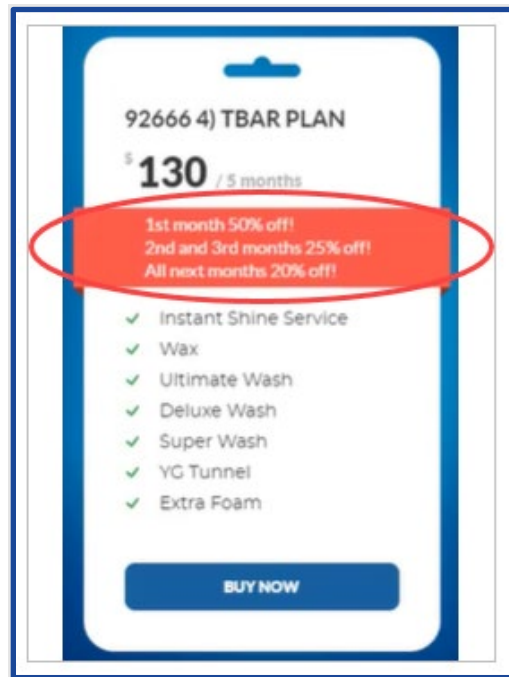 92666 4) TBAR PLAN
$ 130 / 5 months
1st month 50% off!
2nd and 3rd months 25% off!
All next months 20% off!
Instant Shine Service
Wax
Ultimate Wash
Deluxe Wash
Super Wash
YG Tunnel
Extra Foam
BUY NOW